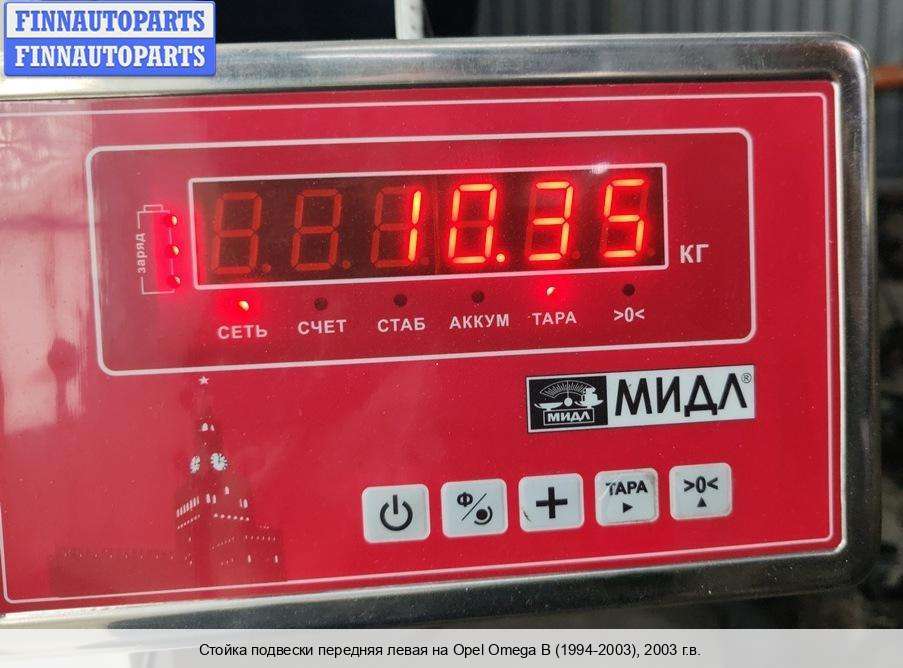 FINNAUTOPARTS
FINNAUTOPARTS
заряд
10.35
кг
СЕТЬ СЧЕТ СТАБ АККУМ ТАРА >0<
МИДЛ МИДЛ®
Ф ТАРА >0<
Стойка подвески передняя левая на Opel Omega B (1994-2003), 2003 г.в.